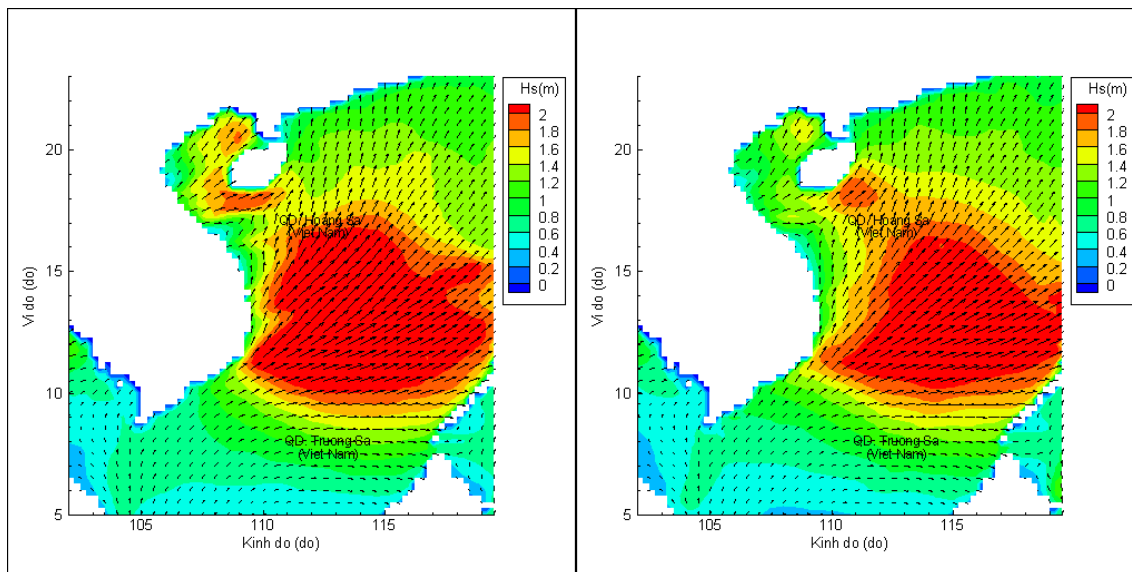 Hs(m)
2
1.8
1.6
1.4
1.2
1
0.8
0.6
0.4
0.2
0
20
15
10
5
Vi do (do)
QD. Hoang Sa
(Viet Nam)
QD. Truong Sa
(Viet Nam)
105
110
115
Kinh do (do)
Hs(m)
2
1.8
1.6
1.4
1.2
1
0.8
0.6
0.4
0.2
0
20
15
10
5
Vi do (do)
QD. Hoang Sa
(Viet Nam)
QD. Truong Sa
(Viet Nam)
105
110
115
Kinh do (do)